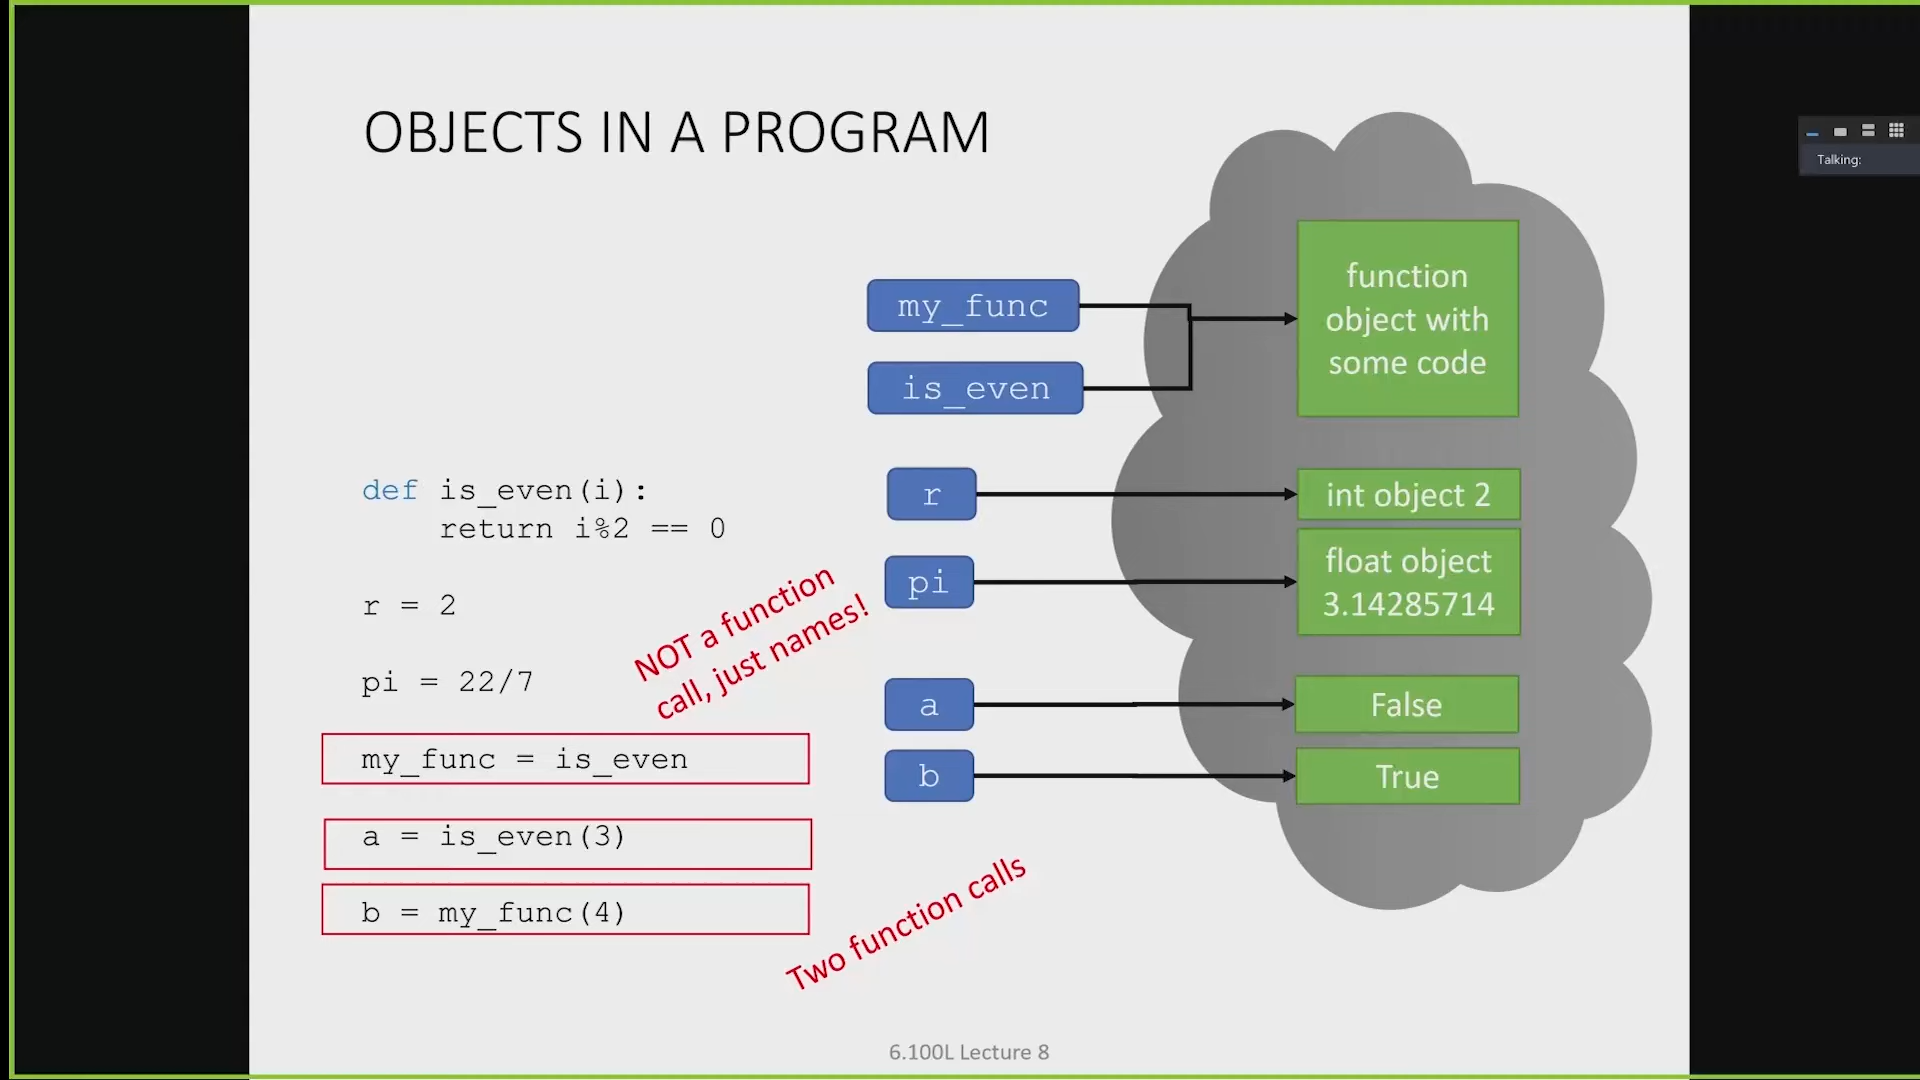 OBJECTS IN A PROGRAM
Talking:
def is_even(i):
    return i%2 == 0
r = 2
pi = 22/7
my_func = is_even
a = is_even(3)
b = my_func(4)
NOT a function
call, just names!
Two function calls
my_func
is_even
r
pi
a
b
function
object with
some code
int object 2
float object
3.14285714
False
True
6.100L Lecture 8